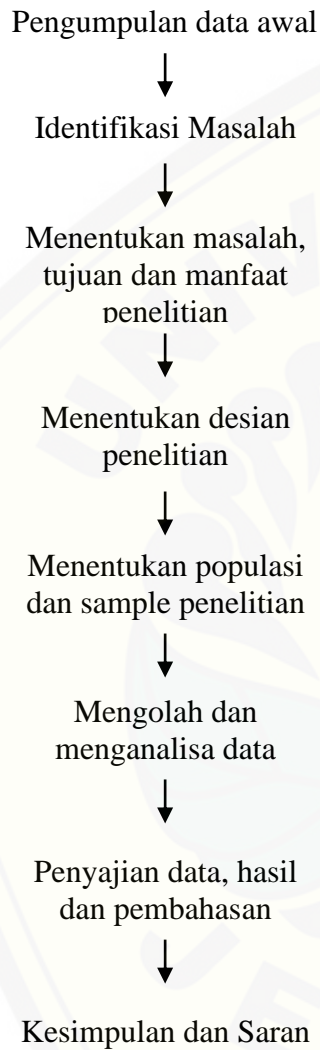 Pengumpulan data awal
Identifikasi Masalah
Menentukan masalah,
tujuan dan manfaat
penelitian
Menentukan desian
penelitian
Menentukan populasi
dan sample penelitian
Mengolah dan
menganalisa data
Penyajian data, hasil
dan pembahasan
Kesimpulan dan Saran